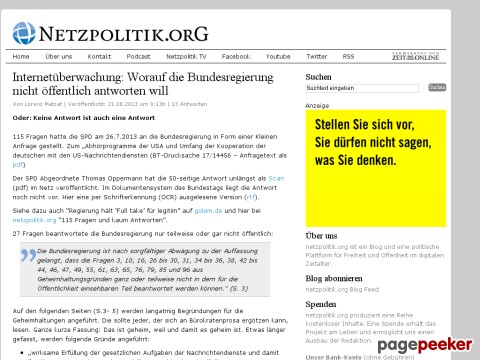 NETZPOLITIK.ORG
Home Über uns Kontakt Podcast Netzpolitik TV Facebook Youtube Twitter RSS
VERMARKTET VON
ZEIT ONLINE
Internetüberwachung: Worauf die Bundesregierung
nicht öffentlich antworten will
Von Lorenz Matzat | Veröffentlicht: 21.08.2013 um 9:13h | 13 Antworten
Oder: Keine Antwort ist auch eine Antwort
115 Fragen hatte die SPD am 26.7.2013 an die Bundesregierung in Form einer Kleinen
Anfrage gestellt. Zum „Abhörprogramme der USA und Umfang der Kooperation der
deutschen mit den US-Nachrichtendiensten (BT-Drucksache 17/14456 – Anfragetext als
pdf)
Der SPD Abgeordnete Thomas Oppermann hat die 50-seitige Antwort unlängst als Scan
(pdf) im Netz veröffentlicht. Im Dokumentensystem des Bundestags liegt die Antwort
noch nicht vor. Hier eine per Schrifterkennung (OCR) ausgelesene Version (rtf).
Siehe dazu auch "Regierung hält 'Full take' für legitim" auf golem.de und hier bei
netzpolitik.org "115 Fragen und kaum Antworten".
27 Fragen beantwortete die Bundesregierung nur teilweise oder gar nicht öffentlich:
Die Bundesregierung ist nach sorgfältiger Abwägung zu der Auffassung
gelangt, dass die Fragen 3, 10, 16, 26 bis 30, 31, 34 bis 36, 38, 42 bis
44, 46, 47, 49, 55, 61, 63, 65, 76, 79, 85 und 96 aus
Geheimhaltungsgründen ganz oder teilweise nicht in dem für die
Öffentlichkeit einsehbaren Teil beantwortet werden können." (S. 3)
Auf den folgenden Seiten (S.3- 5) werden langatmig Begründungen für die
Geheimhaltungen angeführt. Die sollte jeder, der sich an Bürokratenprosa ergötzen kann,
lesen. Ganze kurze Fassung: Das ist geheim, weil und damit es geheim ist. Etwas länger
gefasst, werden folgende Gründe angeführt:
• „wirksame Erfüllung der gesetzlichen Aufgaben der Nachrichtendienste und damit
Suchen
Suchtext eingeben Suchen
Anzeige
Stellen Sie sich vor,
Sie dürfen nicht sagen,
was Sie denken.
Über uns
netzpolitik.org ist ein Blog und eine politische
Plattform für Freiheit und Offenheit im digitalen
Zeitalter.
Blog abonnieren
netzpolitik.org Blog Feed
Spenden
netzpolitik.org produziert eine Reihe
kostenloser Inhalte. Eine Spende erhält das
Projekt am Leben und ermöglicht uns einen
Ausbau der
Unser Bank-Konto (ohne Gebühren)
pagepeeker